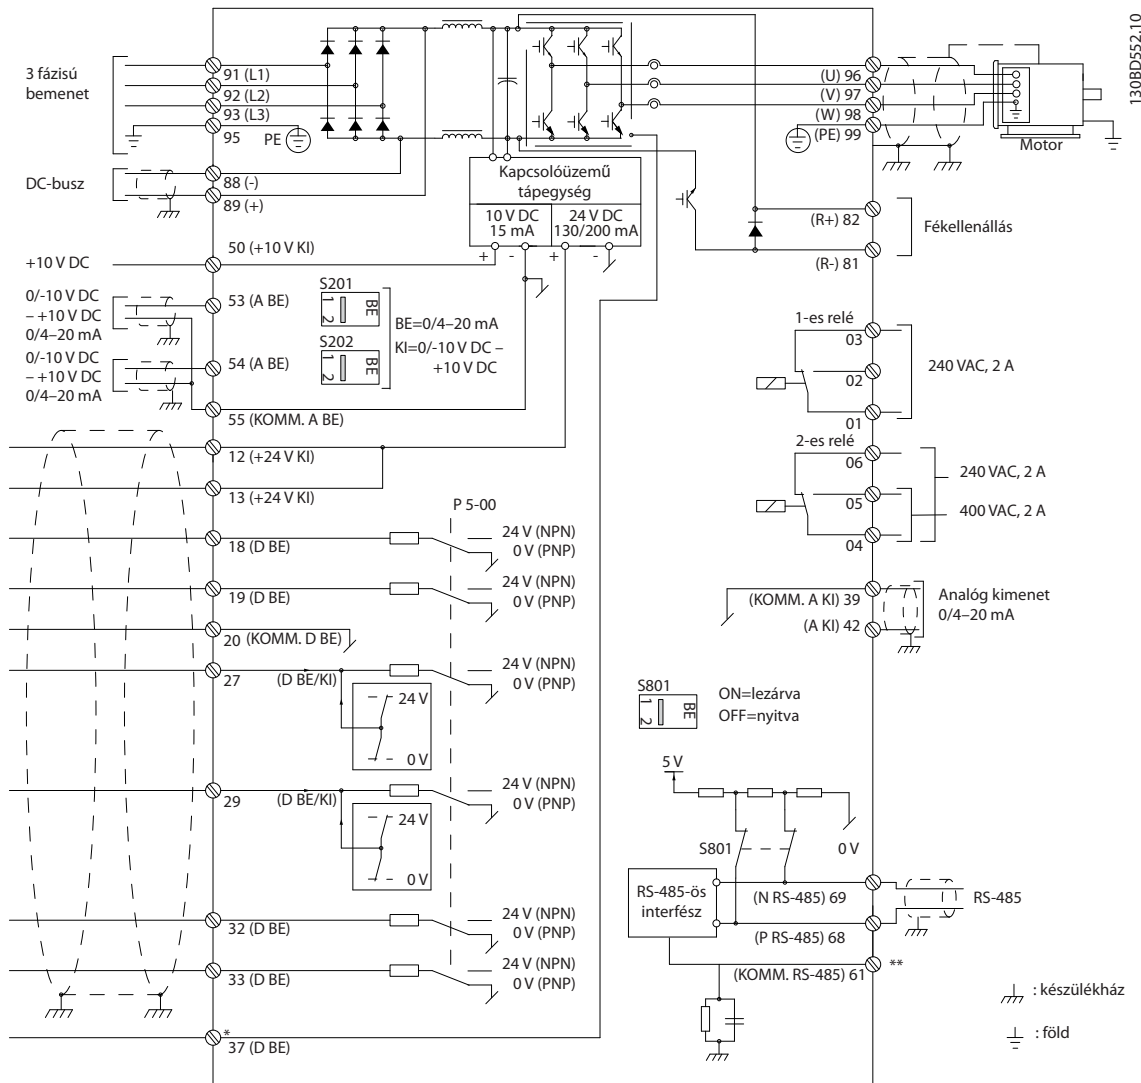 130BD552.10
3 fázisú
bemenet
91 (L1)
92 (L2)
93 (L3)
95
PE
DC-busz
88 (-)
89 (+)
+10 V DC
50 (+10 V KI)
0/-10 V DC
– +10 V DC
0/4–20 mA
53 (A BE)
0/-10 V DC
– +10 V DC
0/4–20 mA
54 (A BE)
55 (KOMM. A BE)
12 (+24 V KI)
13 (+24 V KI)
18 (D BE)
19 (D BE)
20 (KOMM. D BE)
27
(D BE/KI)
24 V
0 V
29
(D BE/KI)
24 V
0 V
32 (D BE)
33 (D BE)
*
37 (D BE)
Kapcsolóüzemű
tápegység
10 V DC
15 mA
24 V DC
130/200 mA
+ - + -
S201
1 2
BE
S202
1 2
BE
BE=0/4–20 mA
KI=0/-10 V DC –
+10 V DC
P 5-00
24 V (NPN)
0 V (PNP)
24 V (NPN)
0 V (PNP)
24 V (NPN)
0 V (PNP)
24 V (NPN)
0 V (PNP)
24 V (NPN)
0 V (PNP)
24 V (NPN)
0 V (PNP)
(U) 96
(V) 97
(W) 98
(PE) 99
Motor
(R+) 82
(R-) 81
Fékellenállás
1-es relé
03
02
01
240 VAC, 2 A
2-es relé
06
05
04
240 VAC, 2 A
400 VAC, 2 A
(KOMM. A KI) 39
(A KI) 42
Analóg kimenet
0/4–20 mA
S801
1 2
BE
ON=lezárva
OFF=nyitva
5 V
S801
0 V
RS-485-ös
interfész
(N RS-485) 69
(P RS-485) 68
(KOMM. RS-485) 61
RS-485
**
: készülékház
: föld